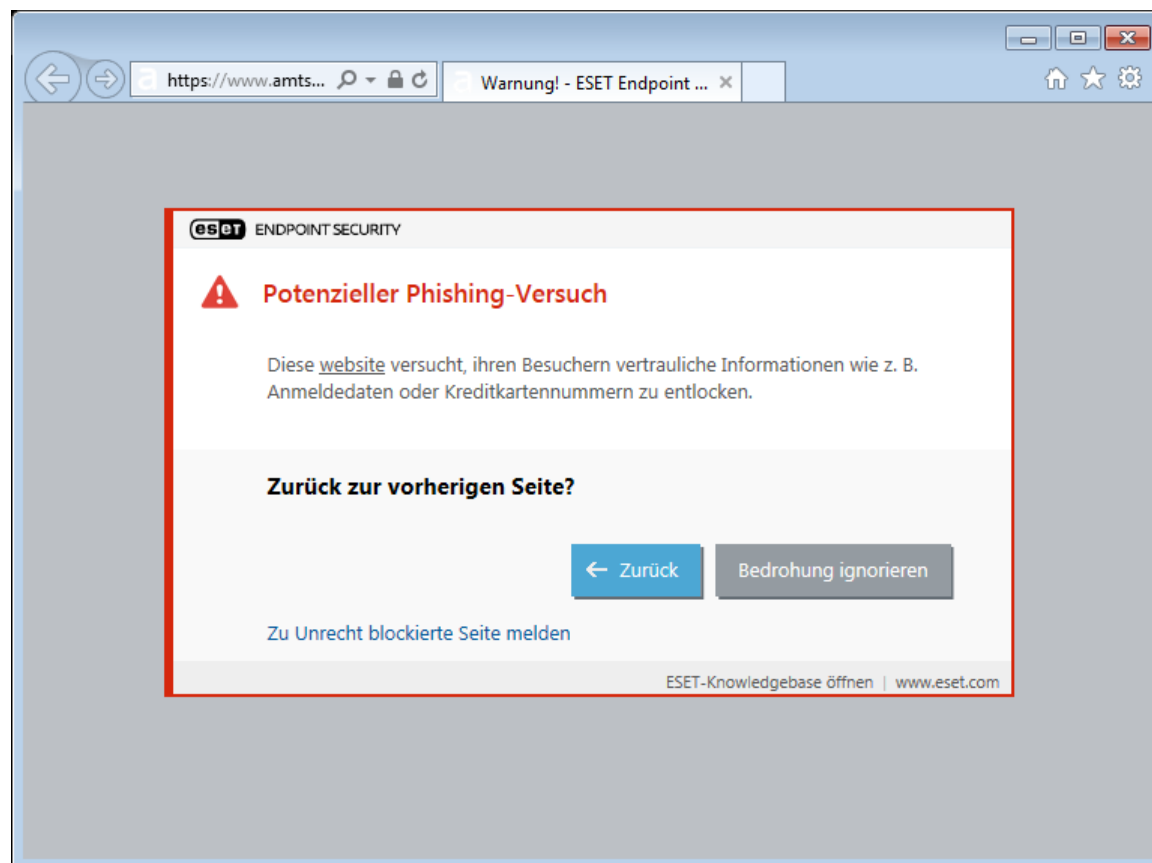 https://www.amts...
Warnung! - ESET Endpoint ...
eset ENDPOINT SECURITY
Potenzieller Phishing-Versuch
Diese website versucht, ihren Besuchern vertrauliche Informationen wie z. B.
Anmeldedaten oder Kreditkartennummern zu entlocken.
Zurück zur vorherigen Seite?
← Zurück
Bedrohung ignorieren
Zu Unrecht blockierte Seite melden
ESET-Knowledgebase öffnen | www.eset.com